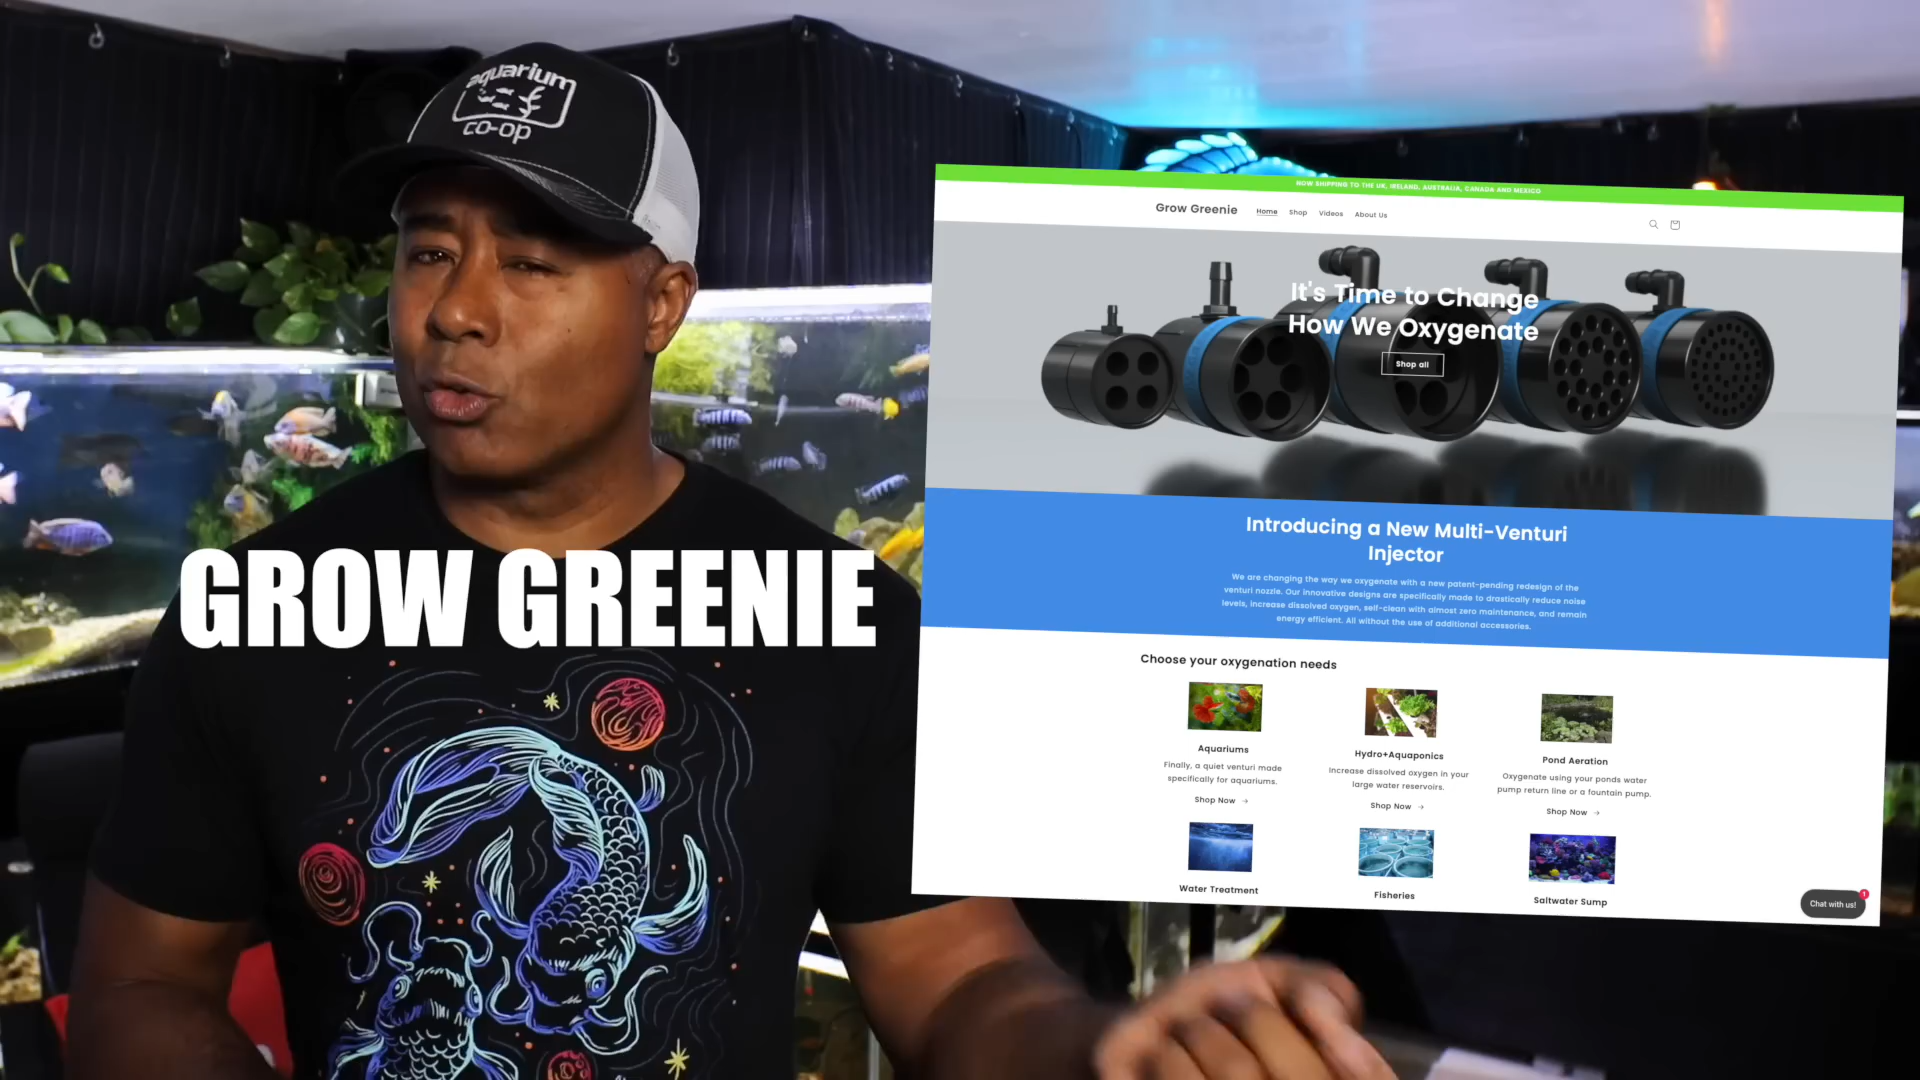 aquarium
co-op
GROW GREENIE
NOW SHIPPING TO THE UK, IRELAND, AUSTRALIA, CANADA AND MEXICO
Grow Greenie Home Shop Videos About Us
It's Time to Change
How We Oxygenate
Shop all
Introducing a New Multi-Venturi
Injector
We are changing the way we oxygenate with a new patent-pending redesign of the
venturi nozzle. Our innovative designs are specifically made to drastically reduce noise
levels, increase dissolved oxygen, self-clean with almost zero maintenance, and remain
energy efficient. All without the use of additional accessories.
Choose your oxygenation needs
Aquariums
Finally, a quiet venturi made
specifically for aquariums.
Shop Now →
Hydro+Aquaponics
Increase dissolved oxygen in your
large water reservoirs.
Shop Now →
Pond Aeration
Oxygenate using your ponds water
pump return line or a fountain pump.
Shop Now →
Water Treatment
Fisheries
Saltwater Sump
Chat with us!
1